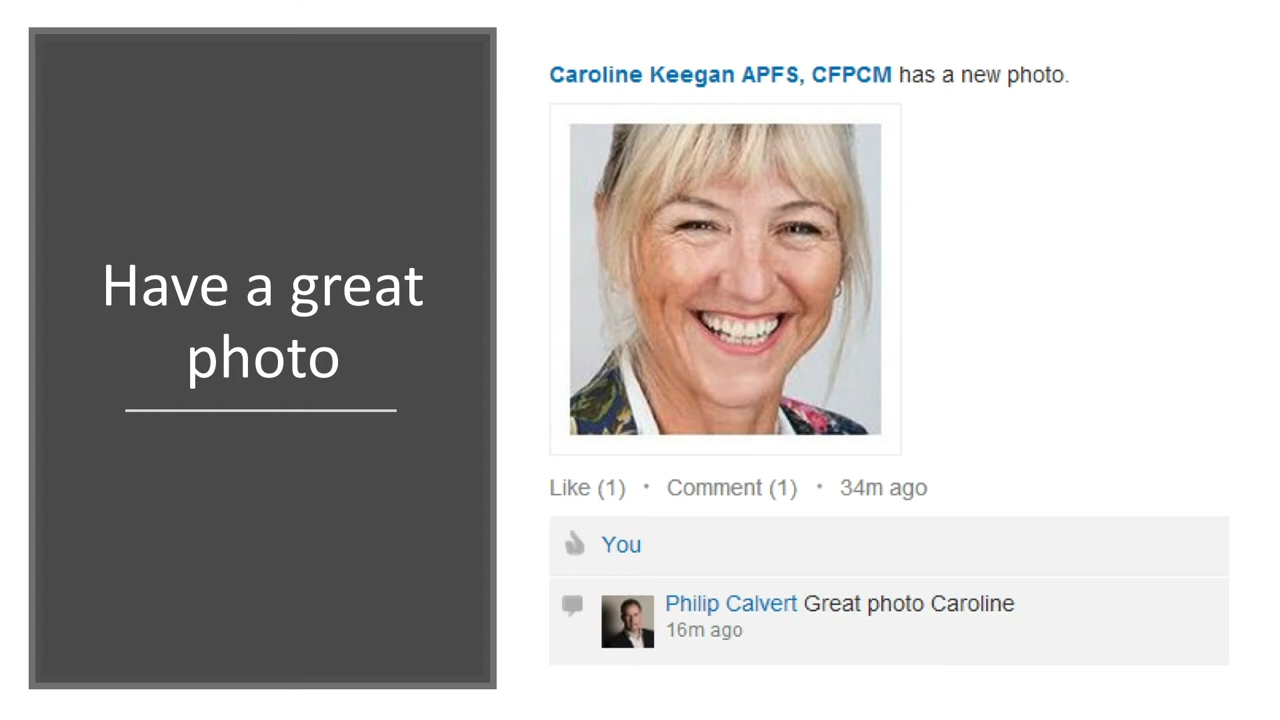 Have a great
photo
Caroline Keegan APFS, CFPCM has a new photo.
Like (1) • Comment (1) • 34m ago
You
Philip Calvert Great photo Caroline
16m ago